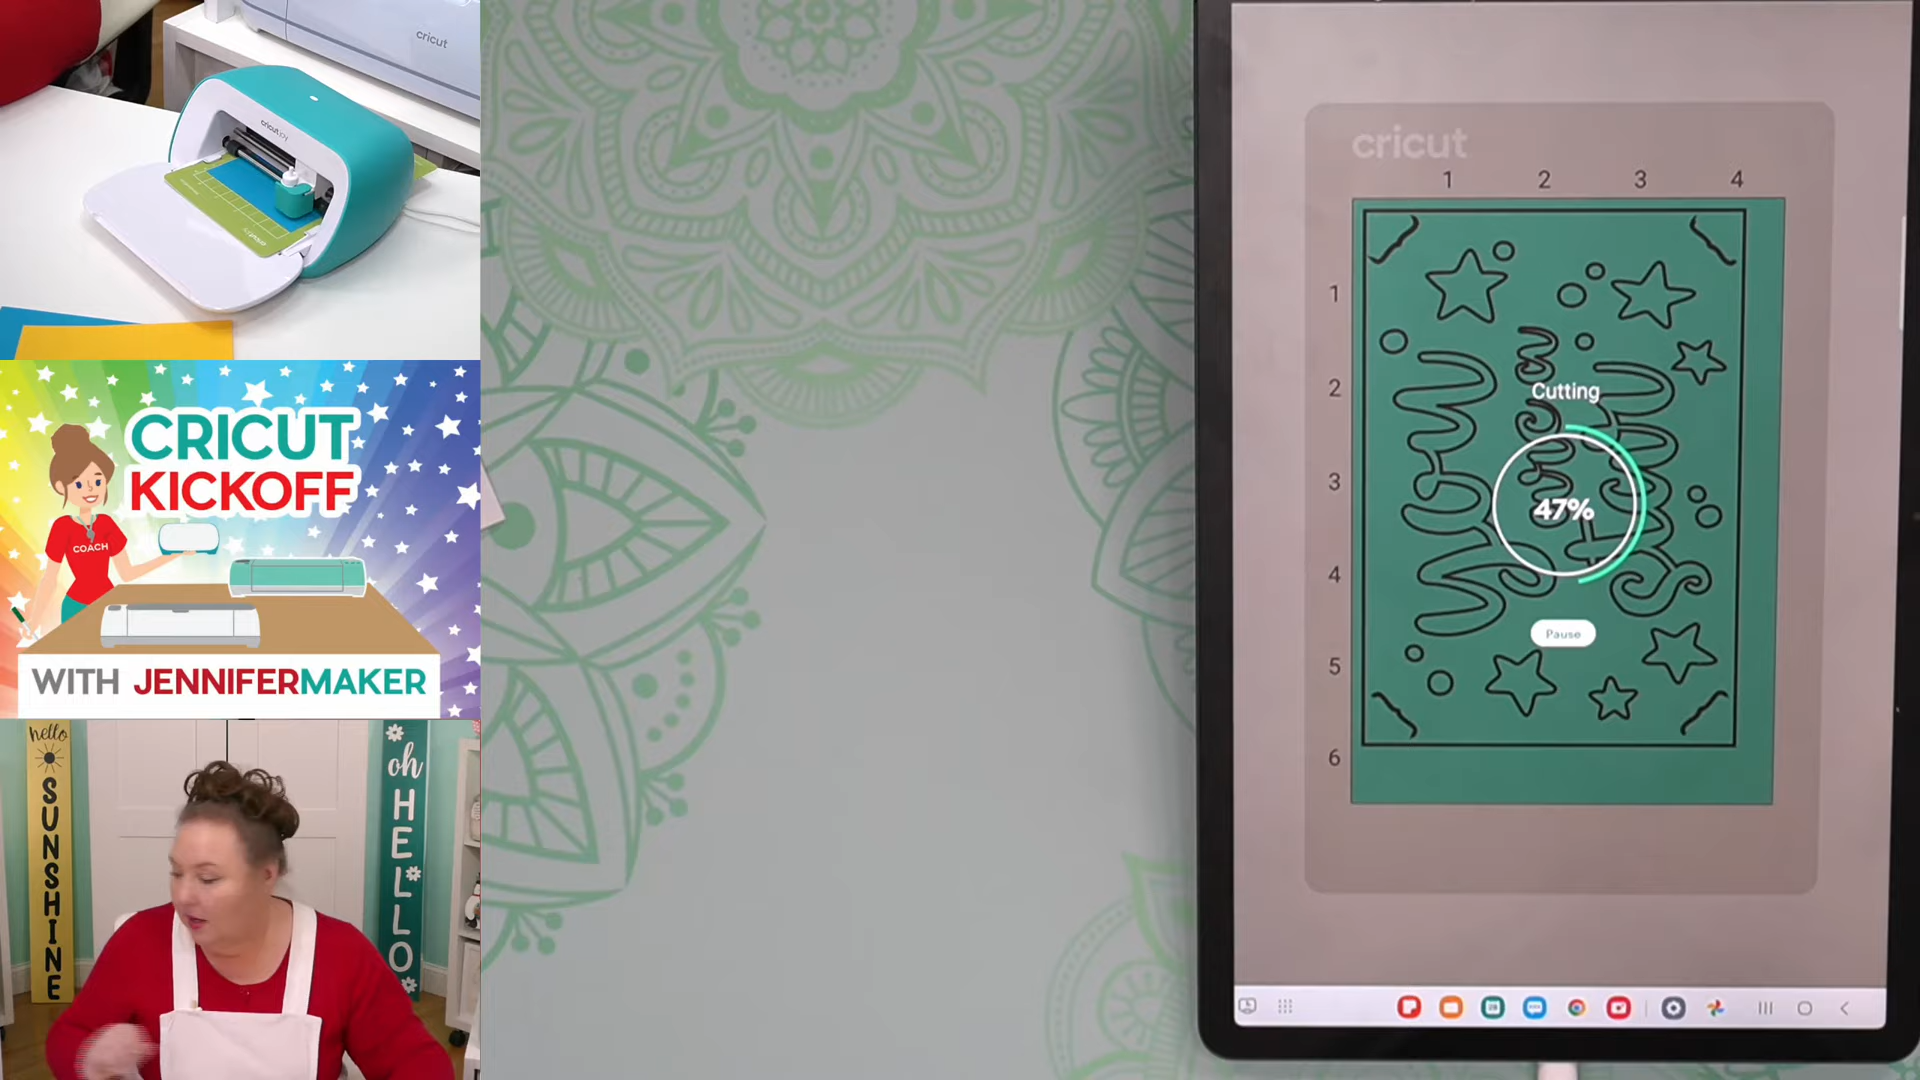 cricut
cricut joy
CRICUT
KICKOFF
COACH
WITH JENNIFERMAKER
hello
SUNSHINE
oh
HELLO
cricut
1 2 3 4
1
2
3
4
5
6
Cutting
47%
Pause